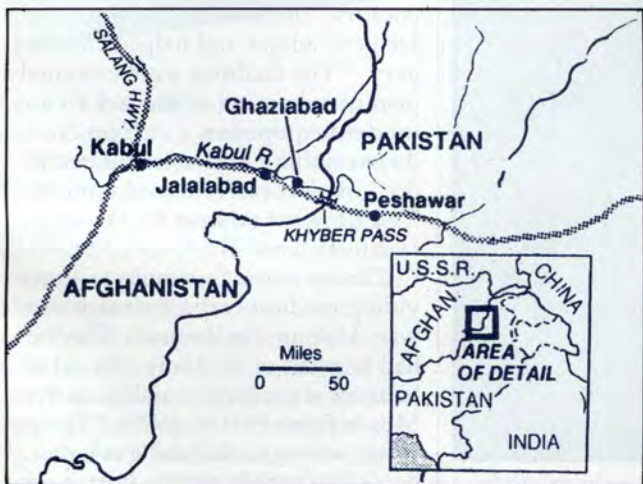 SALANG HWY.
Ghaziabad
PAKISTAN
Kabul
Kabul R.
Jalalabad
Peshawar
KHYBER PASS
AFGHANISTAN
Miles
0 50
U.S.S.R.
CHINA
AFGHAN.
AREA
OF DETAIL
PAKISTAN
INDIA